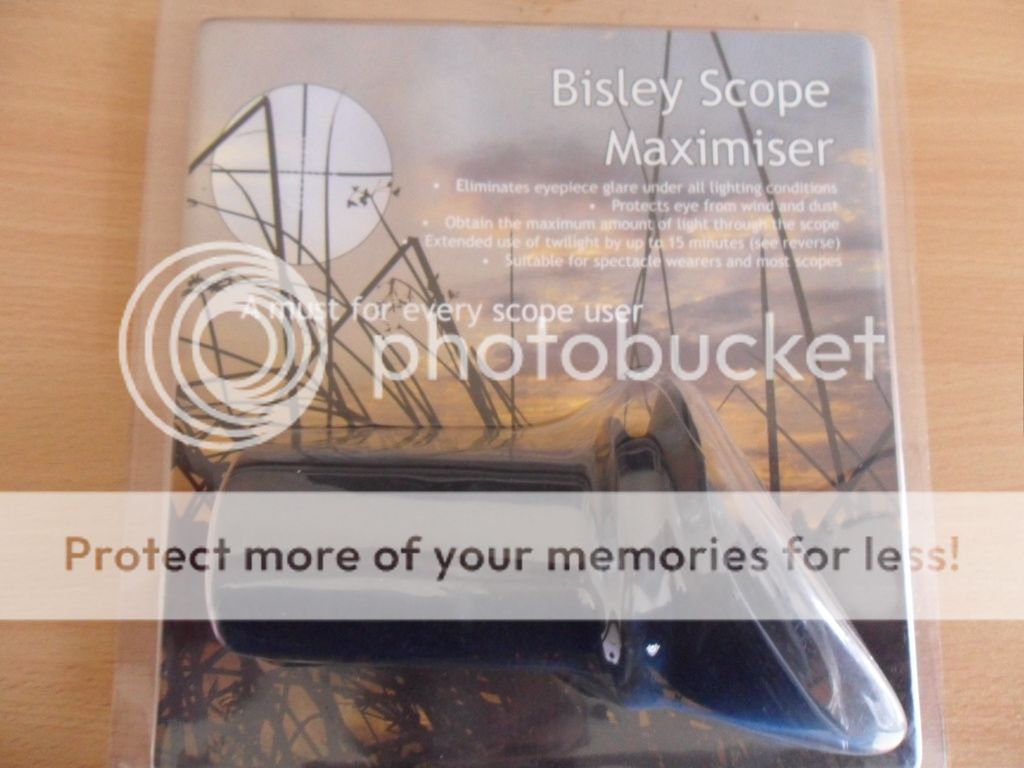 Bisley Scope
Maximiser
• Eliminates eyepiece glare under all lighting conditions
• Protects eye from wind and dust
• Obtain the maximum amount of light through the scope
Extended use of twilight by up to 15 minutes (see reverse)
• Suitable for spectacle wearers and most scopes
A must for every scope user
photobucket
Protect more of your memories for less!